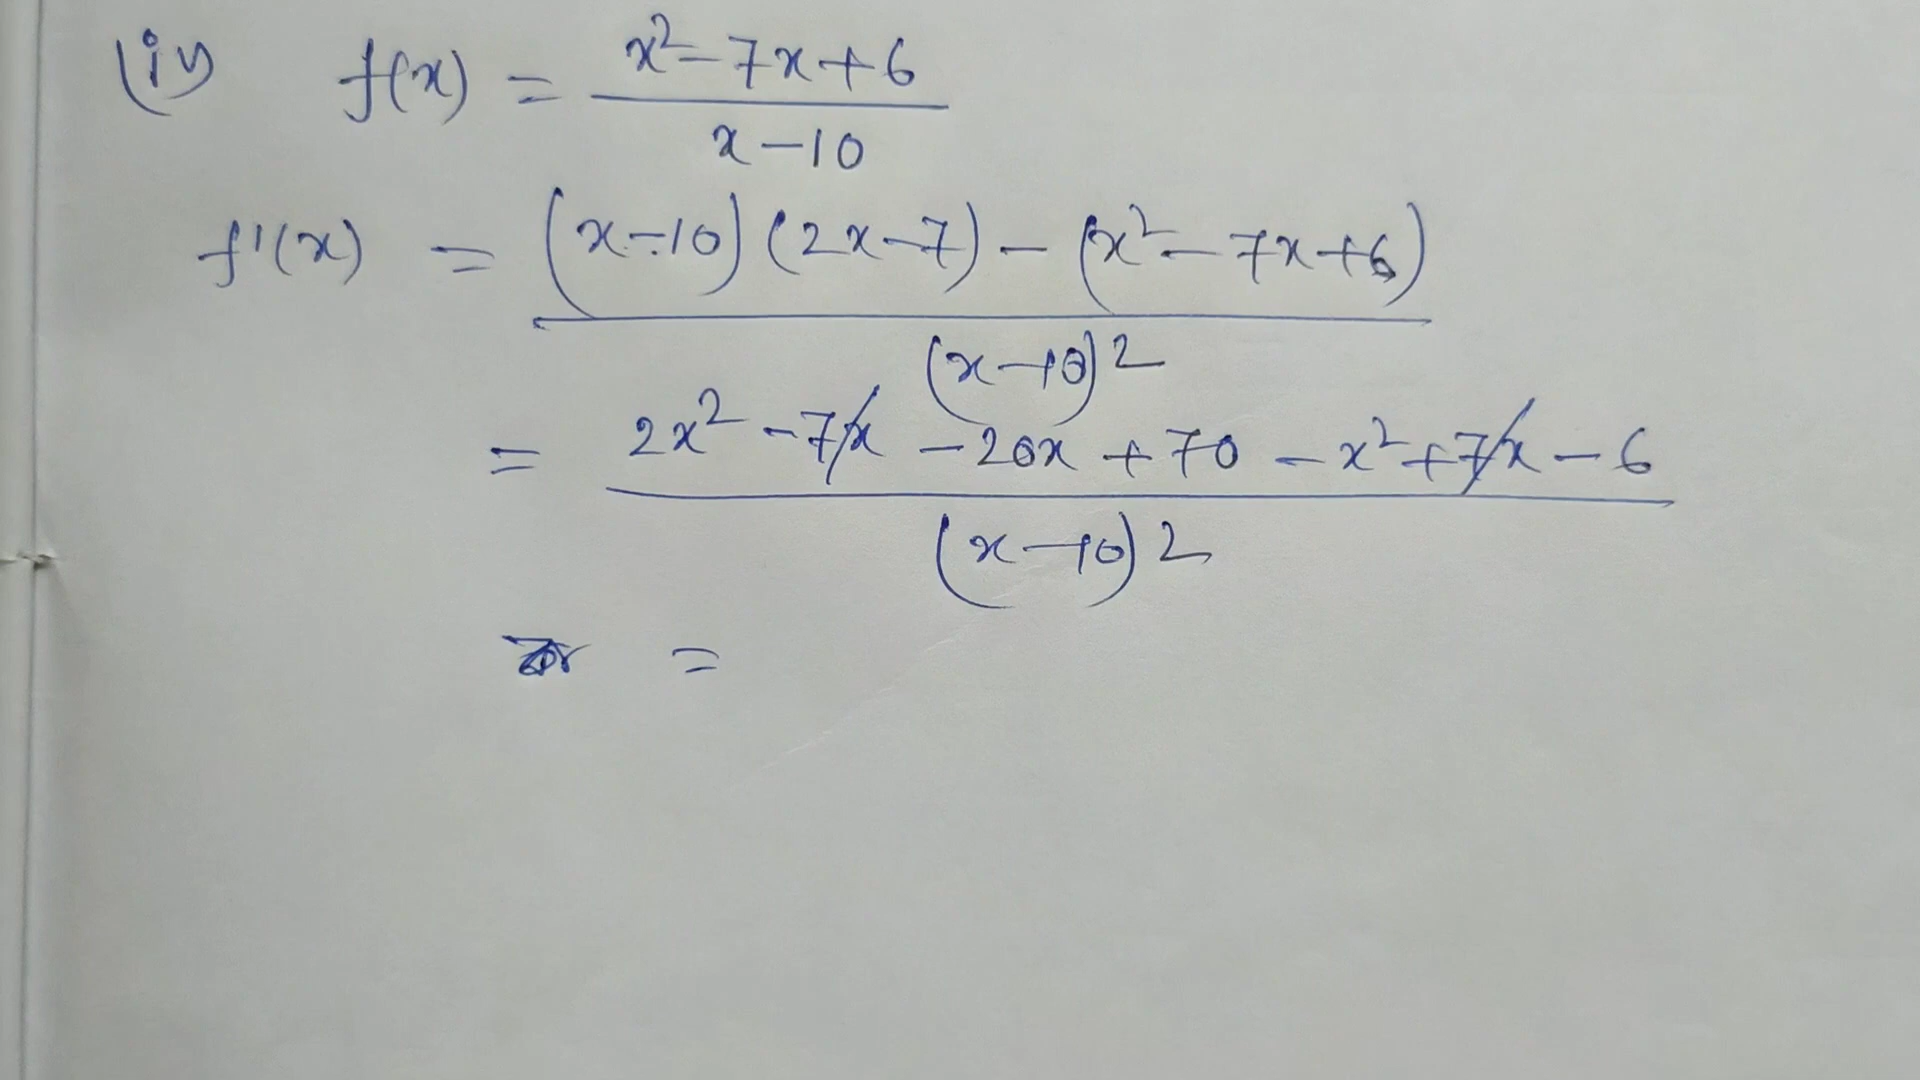 (iv) f(x) = x² - 7x + 6
x - 10
f'(x) = (x - 10) (2x - 7) - (x² - 7x + 6)
(x - 10)²
= 2x² - 7x - 20x + 70 - x² + 7x - 6
(x - 10)²
=